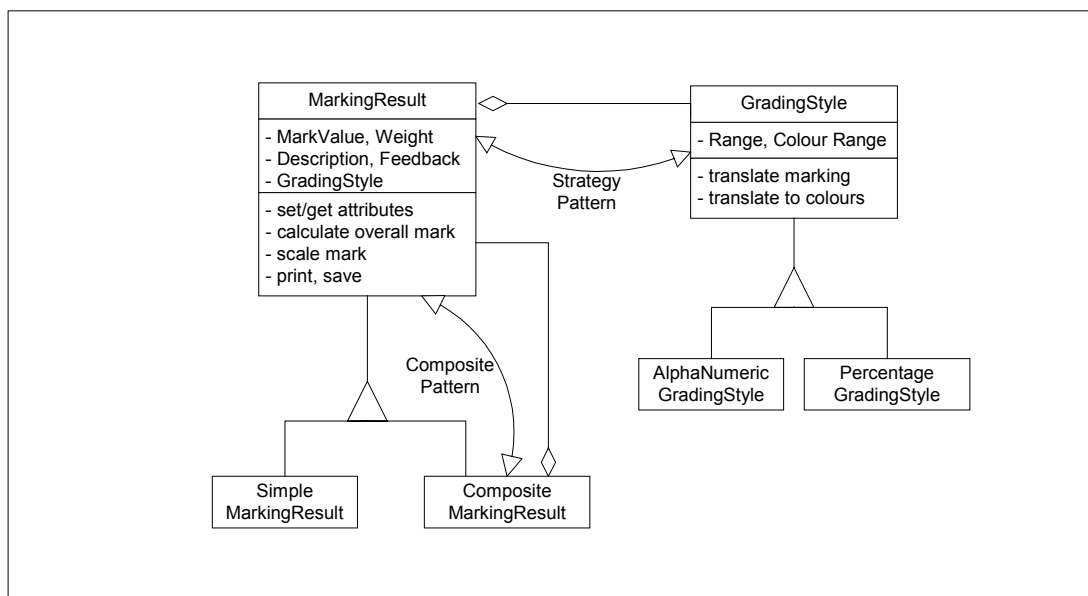 MarkingResult
- MarkValue, Weight
- Description, Feedback
- GradingStyle
- set/get attributes
- calculate overall mark
- scale mark
- print, save
GradingStyle
- Range, Colour Range
- translate marking
- translate to colours
Strategy
Pattern
Composite
Pattern
AlphaNumeric
GradingStyle
Percentage
GradingStyle
Simple
MarkingResult
Composite
MarkingResult